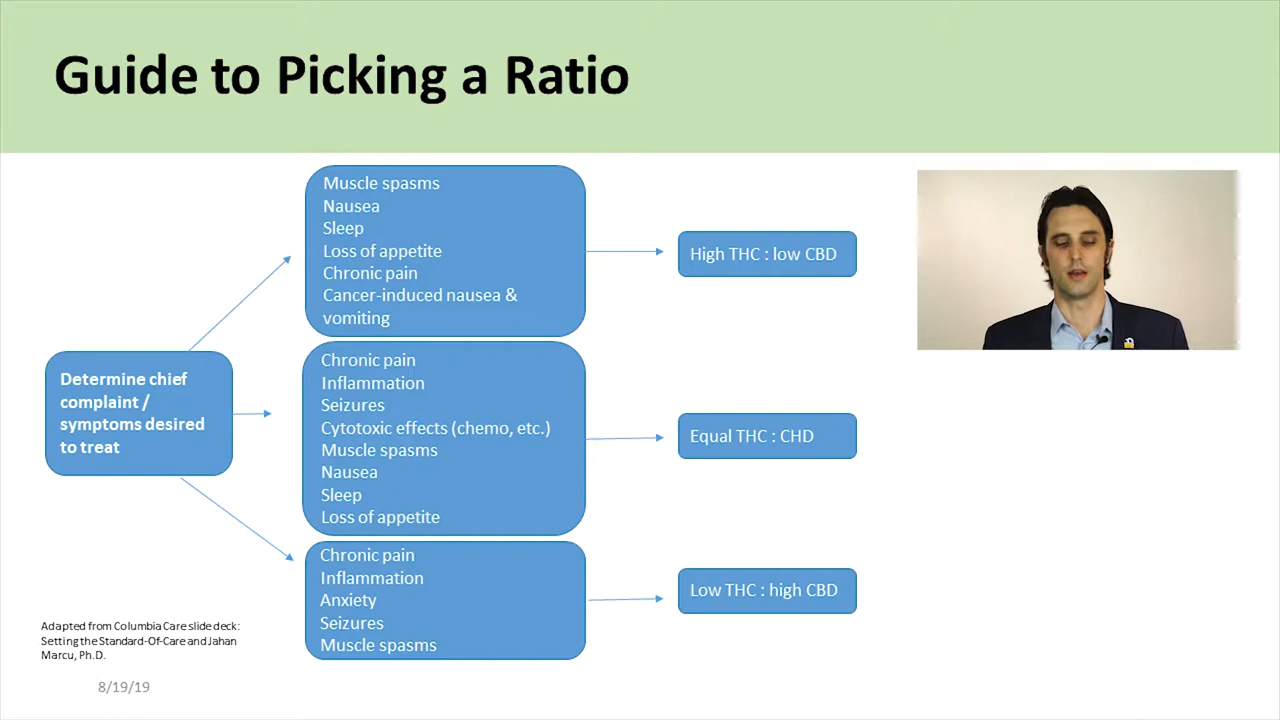 Guide to Picking a Ratio
Determine chief
complaint /
symptoms desired
to treat
Muscle spasms
Nausea
Sleep
Loss of appetite
Chronic pain
Cancer-induced nausea &
vomiting
High THC : low CBD
Chronic pain
Inflammation
Seizures
Cytotoxic effects (chemo, etc.)
Muscle spasms
Nausea
Sleep
Loss of appetite
Equal THC : CHD
Chronic pain
Inflammation
Anxiety
Seizures
Muscle spasms
Low THC : high CBD
Adapted from Columbia Care slide deck:
Setting the Standard-Of-Care and Jahan
Marcu, Ph.D.
8/19/19